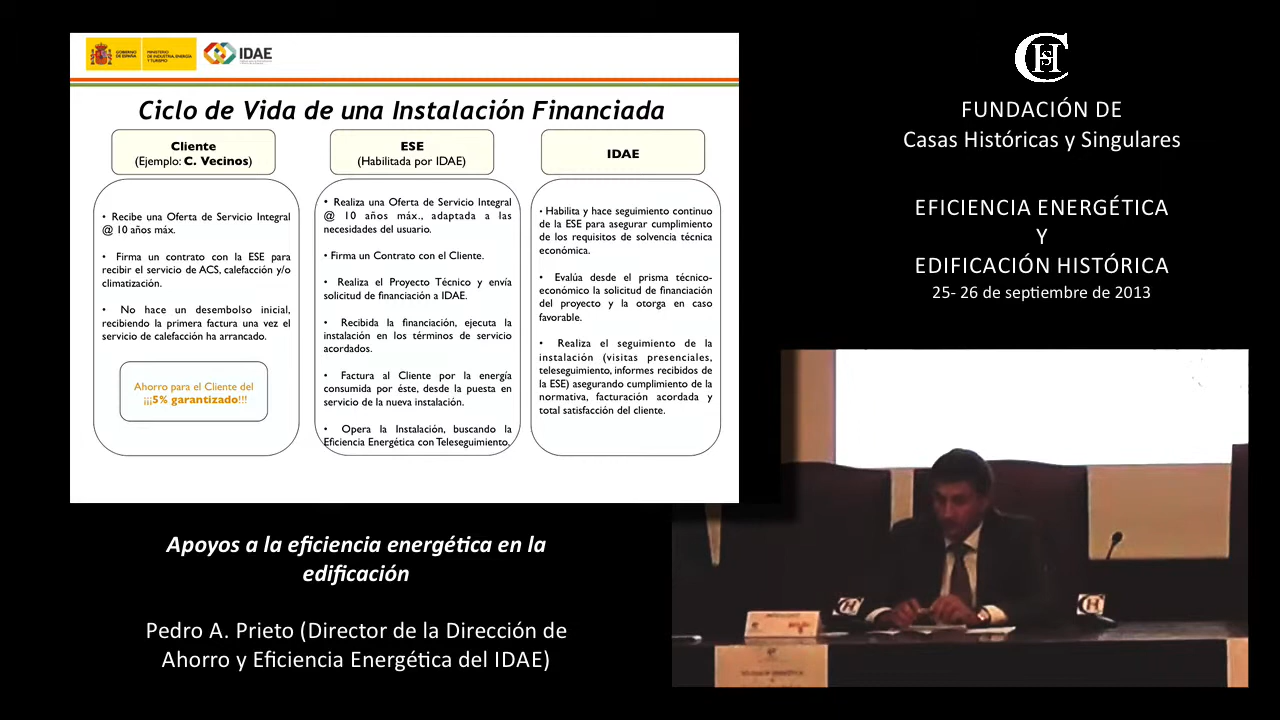 GOBIERNO
DE ESPAÑA
MINISTERIO
DE INDUSTRIA, ENERGÍA
Y TURISMO
IDAE
Ciclo de Vida de una Instalación Financiada
Cliente
(Ejemplo: C. Vecinos)
• Recibe una Oferta de Servicio Integral
@ 10 años máx.
• Firma un contrato con la ESE para
recibir el servicio de ACS, calefacción y/o
climatización.
• No hace un desembolso inicial,
recibiendo la primera factura una vez el
servicio de calefacción ha arrancado.
Ahorro para el Cliente del
¡¡¡5% garantizado!!!
ESE
(Habilitada por IDAE)
• Realiza una Oferta de Servicio Integral
@ 10 años máx., adaptada a las
necesidades del usuario.
• Firma un Contrato con el Cliente.
• Realiza el Proyecto Técnico y envía
solicitud de financiación a IDAE.
• Recibida la financiación, ejecuta la
instalación en los términos de servicio
acordados.
• Factura al Cliente por la energía
consumida por éste, desde la puesta en
servicio de la nueva instalación.
• Opera la Instalación, buscando la
Eficiencia Energética con Teleseguimiento.
IDAE
• Habilita y hace seguimiento continuo
de la ESE para asegurar cumplimiento
de los requisitos de solvencia técnica
económica.
• Evalúa desde el prisma técnico-
económico la solicitud de financiación
del proyecto y la otorga en caso
favorable.
• Realiza el seguimiento de la
instalación (visitas presenciales,
teleseguimiento, informes recibidos de
la ESE) asegurando cumplimiento de la
normativa, facturación acordada y
total satisfacción del cliente.
FUNDACIÓN DE
Casas Históricas y Singulares
EFICIENCIA ENERGÉTICA
Y
EDIFICACIÓN HISTÓRICA
25- 26 de septiembre de 2013
Apoyos a la eficiencia energética en la
edificación
Pedro A. Prieto (Director de la Dirección de
Ahorro y Eficiencia Energética del IDAE)